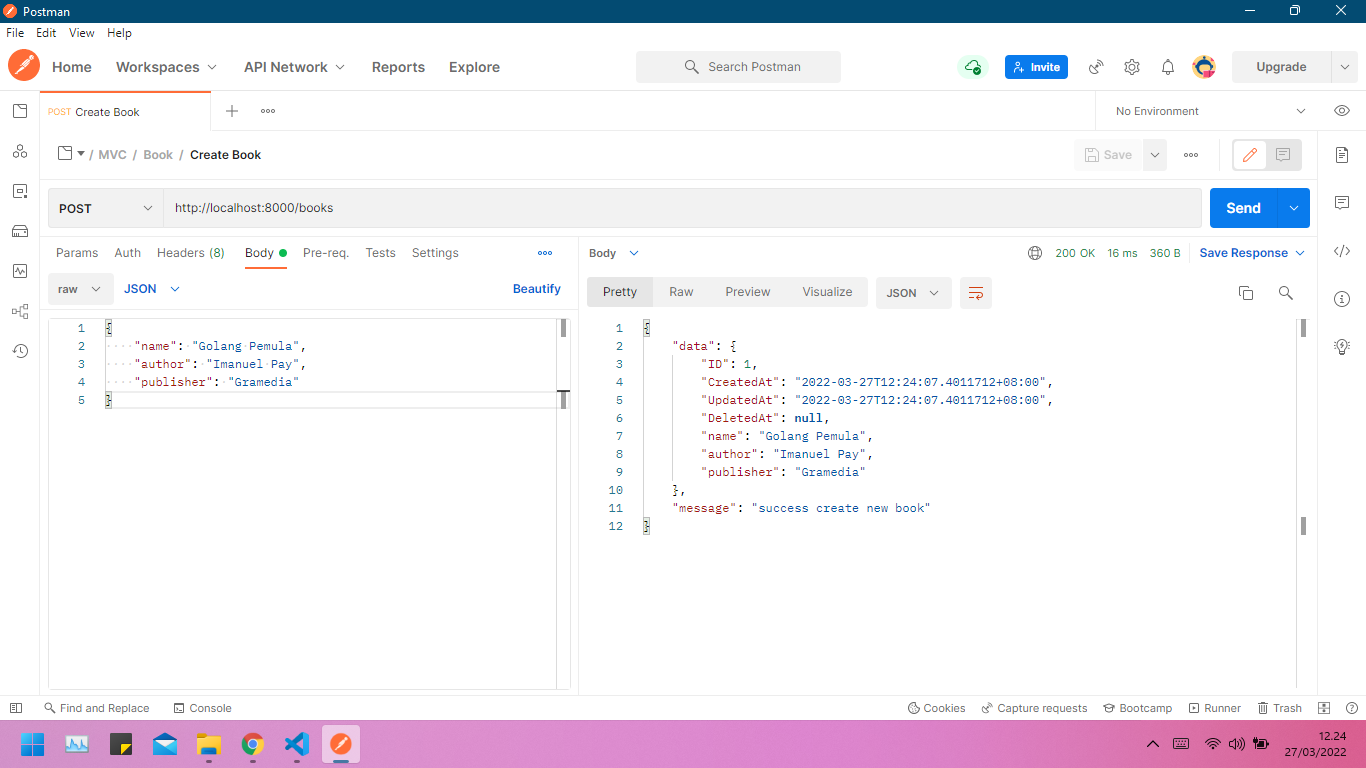 Postman
File Edit View Help
Home Workspaces API Network Reports Explore Search Postman Invite Upgrade
POST Create Book No Environment
/ MVC / Book / Create Book Save
POST http://localhost:8000/books Send
Params Auth Headers (8) Body Pre-req. Tests Settings
raw JSON Beautify
1 {
2 "name": "Golang Pemula",
3 "author": "Imanuel Pay",
4 "publisher": "Gramedia"
5 }
Body 200 OK 16 ms 360 B Save Response
Pretty Raw Preview Visualize JSON
1 {
2 "data": {
3 "ID": 1,
4 "CreatedAt": "2022-03-27T12:24:07.4011712+08:00",
5 "UpdatedAt": "2022-03-27T12:24:07.4011712+08:00",
6 "DeletedAt": null,
7 "name": "Golang Pemula",
8 "author": "Imanuel Pay",
9 "publisher": "Gramedia"
10 },
11 "message": "success create new book"
12 }
Find and Replace Console Cookies Capture requests Bootcamp Runner Trash
12.24
27/03/2022